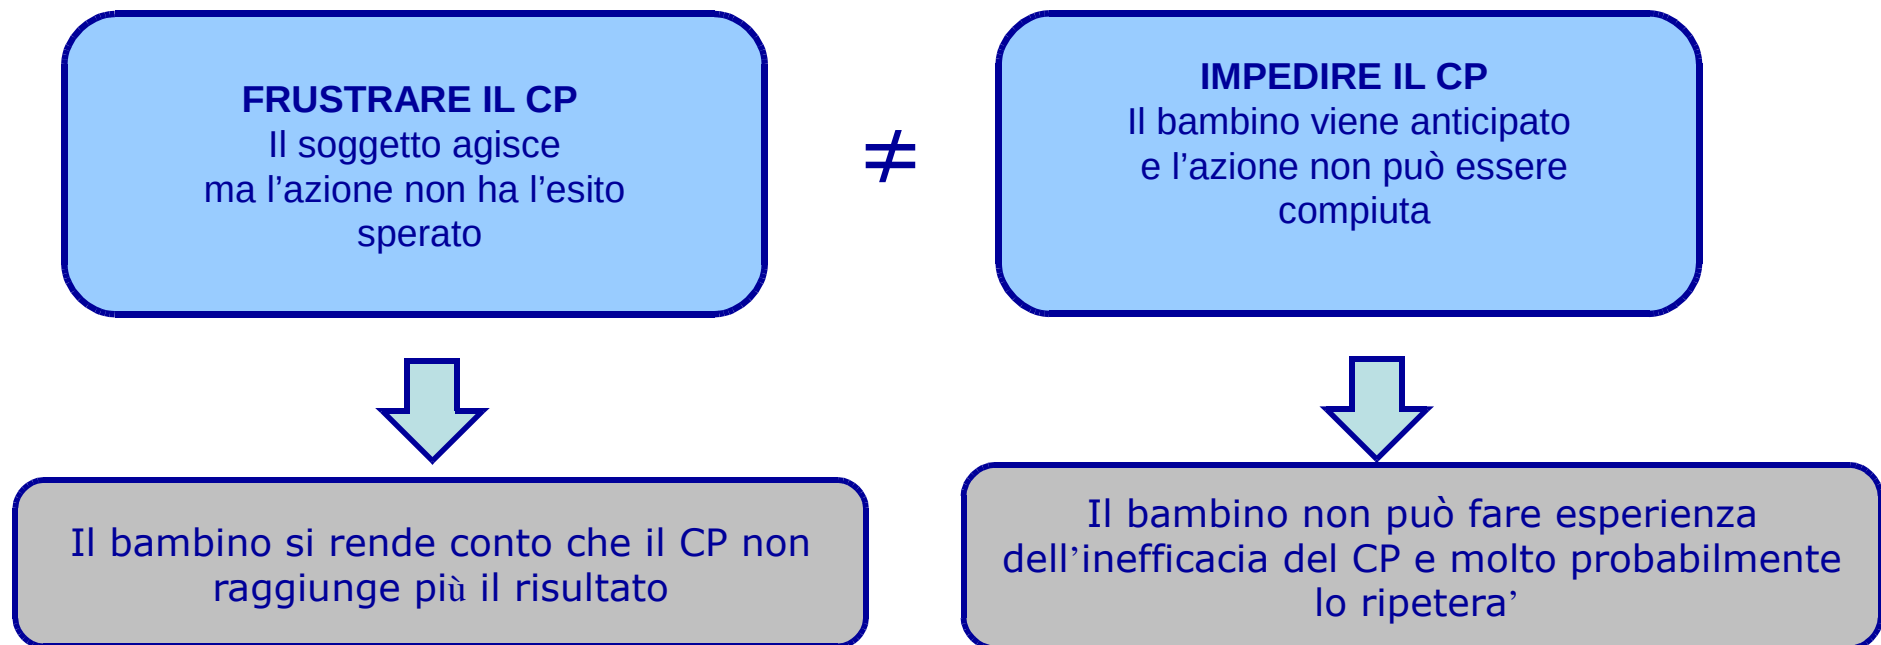 FRUSTRARE IL CP
Il soggetto agisce
ma l'azione non ha l'esito
sperato
≠
IMPEDIRE IL CP
Il bambino viene anticipato
e l'azione non può essere
compiuta
Il bambino si rende conto che il CP non
raggiunge più il risultato
Il bambino non può fare esperienza
dell’inefficacia del CP e molto probabilmente
lo ripetera’